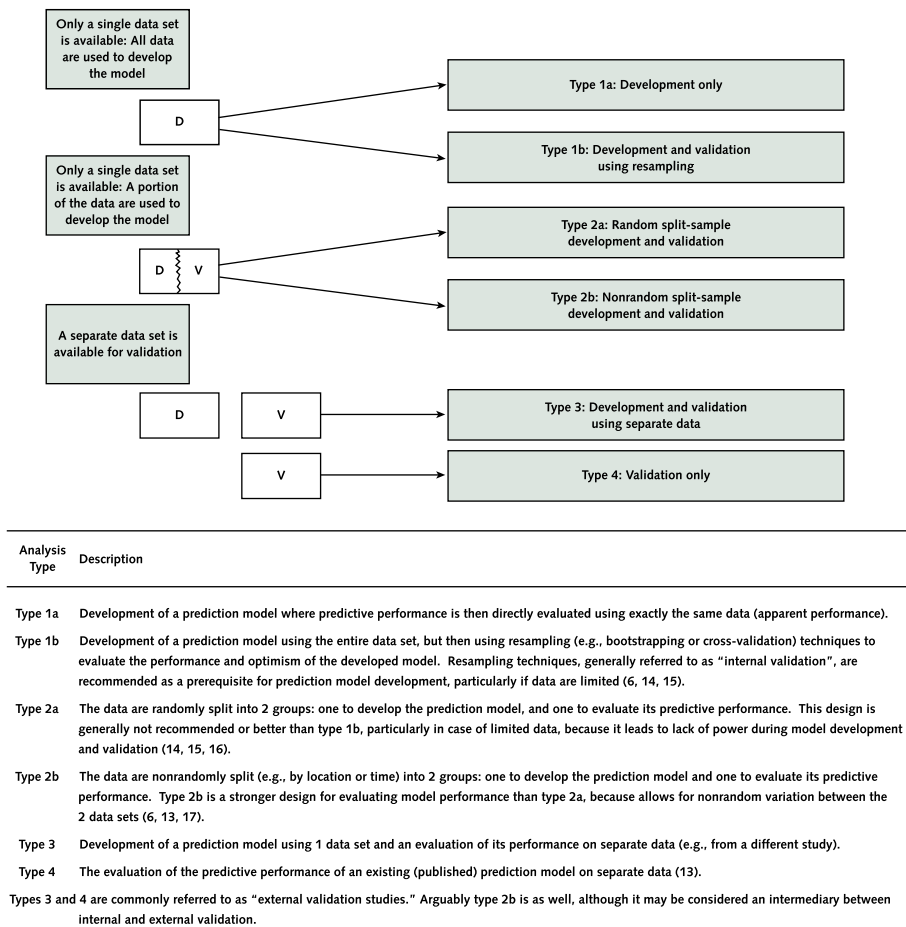 Only a single data set
is available: All data
are used to develop
the model
Type 1a: Development only
D
Type 1b: Development and validation
using resampling
Only a single data set
is available: A portion
of the data are used to
develop the model
Type 2a: Random split-sample
development and validation
D V
Type 2b: Nonrandom split-sample
development and validation
A separate data set is
available for validation
D V
Type 3: Development and validation
using separate data
V
Type 4: Validation only
Analysis
Type
Description
Type 1a Development of a prediction model where predictive performance is then directly evaluated using exactly the same data (apparent performance).
Type 1b Development of a prediction model using the entire data set, but then using resampling (e.g., bootstrapping or cross-validation) techniques to
evaluate the performance and optimism of the developed model. Resampling techniques, generally referred to as “internal validation”, are
recommended as a prerequisite for prediction model development, particularly if data are limited (6, 14, 15).
Type 2a The data are randomly split into 2 groups: one to develop the prediction model, and one to evaluate its predictive performance. This design is
generally not recommended or better than type 1b, particularly in case of limited data, because it leads to lack of power during model development
and validation (14, 15, 16).
Type 2b The data are nonrandomly split (e.g., by location or time) into 2 groups: one to develop the prediction model and one to evaluate its predictive
performance. Type 2b is a stronger design for evaluating model performance than type 2a, because allows for nonrandom variation between the
2 data sets (6, 13, 17).
Type 3 Development of a prediction model using 1 data set and an evaluation of its performance on separate data (e.g., from a different study).
Type 4 The evaluation of the predictive performance of an existing (published) prediction model on separate data (13).
Types 3 and 4 are commonly referred to as “external validation studies.” Arguably type 2b is as well, although it may be considered an intermediary between
internal and external validation.